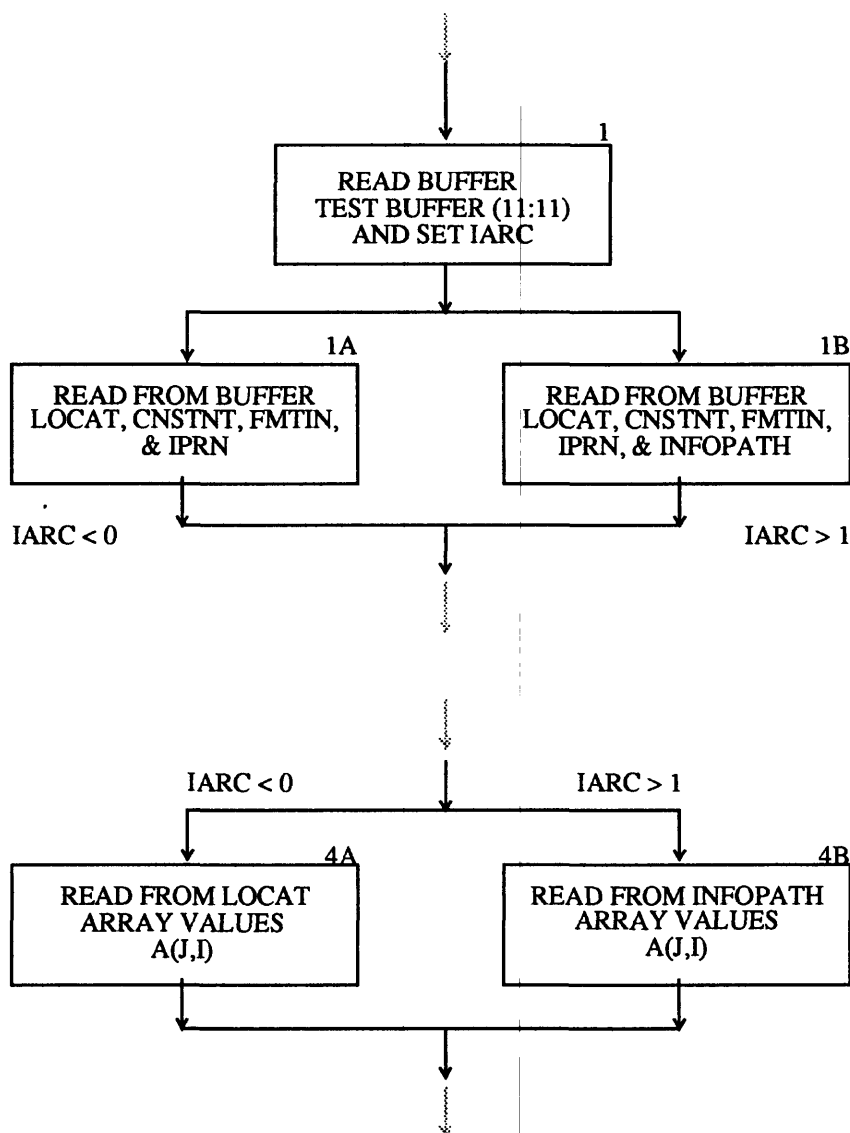 1
READ BUFFER
TEST BUFFER (11:11)
AND SET IARC
1A
READ FROM BUFFER
LOCAT, CNSTNT, FMTIN,
& IPRN
1B
READ FROM BUFFER
LOCAT, CNSTNT, FMTIN,
IPRN, & INFOPATH
IARC < 0
IARC > 1
IARC < 0
IARC > 1
4A
READ FROM LOCAT
ARRAY VALUES
A(J,I)
4B
READ FROM INFOPATH
ARRAY VALUES
A(J,I)